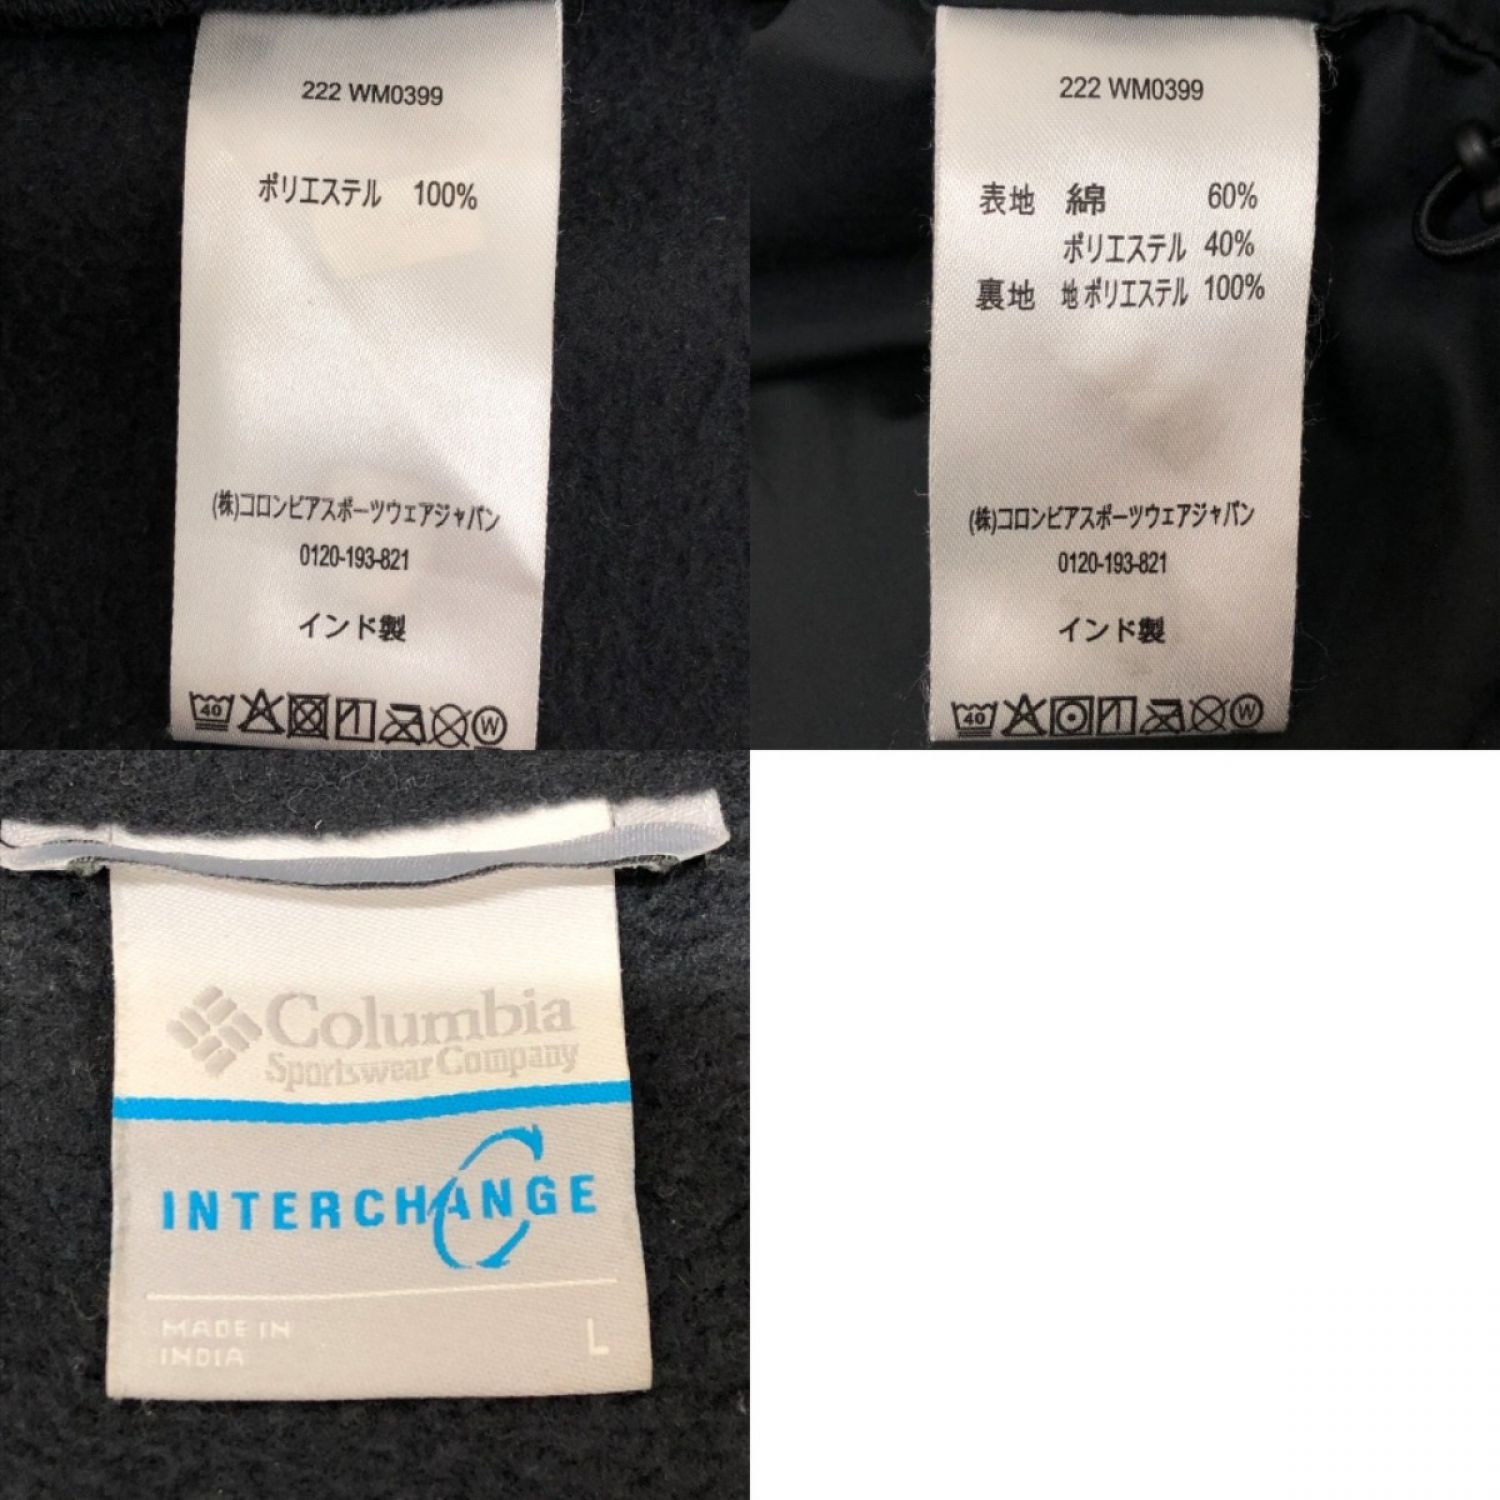 222 WM0399
ポリエステル 100%
(株)コロンビアスポーツウェアジャパン
0120-193-821
インド製
40
W
222 WM0399
表地 綿 60%
ポリエステル 40%
裏地 地 ポリエステル 100%
(株)コロンビアスポーツウェアジャパン
0120-193-821
インド製
40
W
Columbia
Sportswear Company
INTERCHANGE
MADE IN
INDIA
L